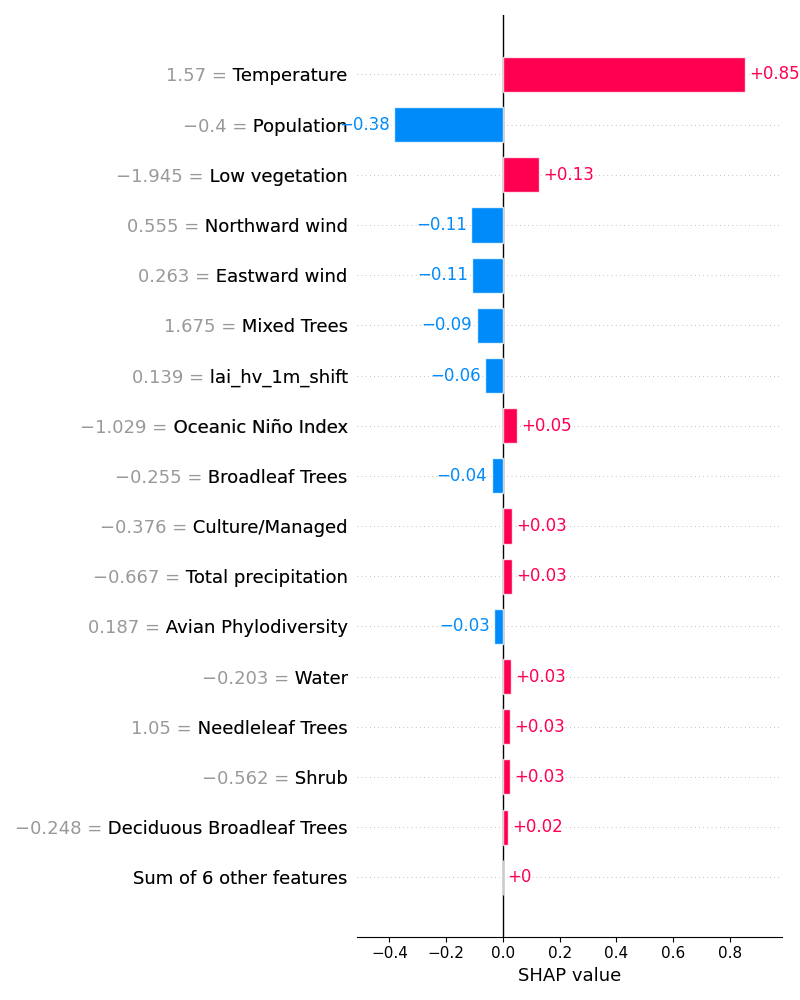 1.57 = Temperature +0.85
−0.4 = Population −0.38
−1.945 = Low vegetation +0.13
0.555 = Northward wind −0.11
0.263 = Eastward wind −0.11
1.675 = Mixed Trees −0.09
0.139 = lai_hv_1m_shift −0.06
−1.029 = Oceanic Niño Index +0.05
−0.255 = Broadleaf Trees −0.04
−0.376 = Culture/Managed +0.03
−0.667 = Total precipitation +0.03
0.187 = Avian Phylodiversity −0.03
−0.203 = Water +0.03
1.05 = Needleleaf Trees +0.03
−0.562 = Shrub +0.03
−0.248 = Deciduous Broadleaf Trees +0.02
Sum of 6 other features +0
−0.4 −0.2 0.0 0.2 0.4 0.6 0.8
SHAP value